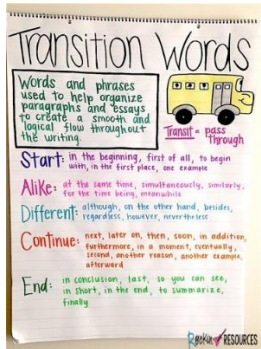 Transition Words
Words and phrases
used to help organize
paragraphs and essays
to create a smooth and
logical flow throughout
the writing.
Transit = pass
Through
Start: in the beginning, first of all, to begin
with, in the first place, one example
Alike: at the same time, simultaneously, similarly,
for the time being, meanwhile
Different: although, on the other hand, besides,
regardless, however, nevertheless
Continue: next, later on, then, soon, in addition,
furthermore, in a moment, eventually,
second, another reason, another example,
afterward
End: in conclusion, last, so you can see,
in short, in the end, to summarize,
finally
Rockin RESOURCES